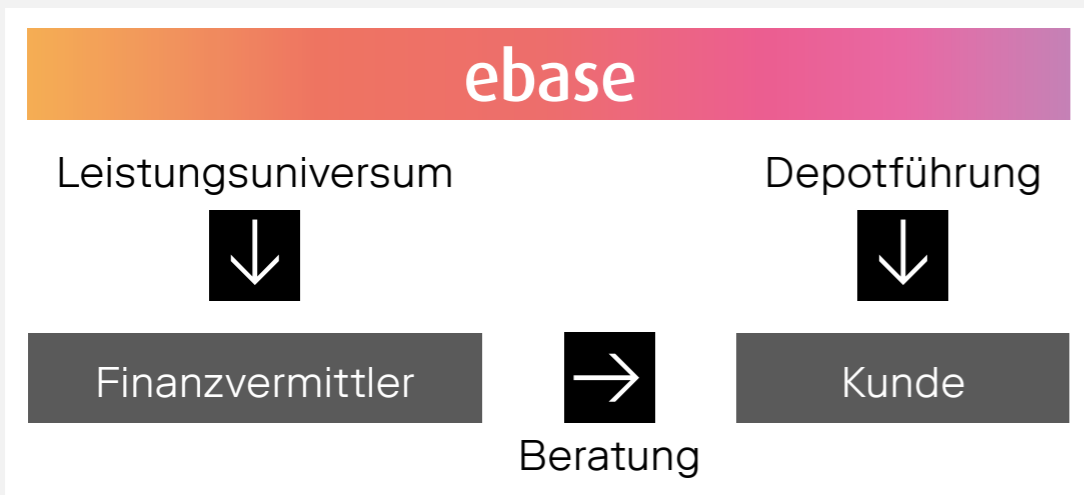 ebase
Leistungsuniversum
Depotführung
Finanzvermittler
Kunde
Beratung